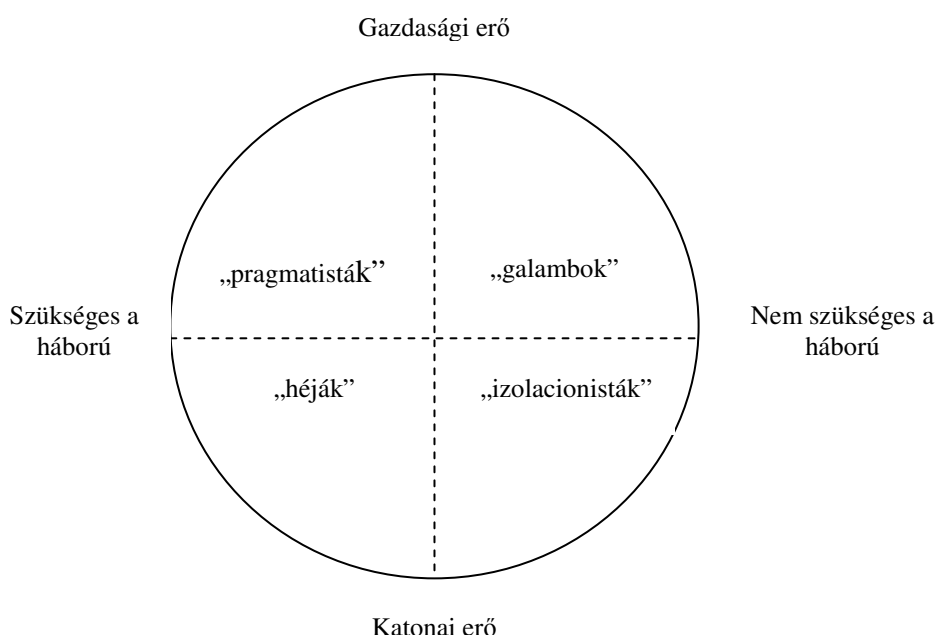 Gazdasági erő
„pragmatisták”
„galambok”
Szükséges a
háború
Nem szükséges a
háború
„héják”
„izolacionisták”
Katonai erő